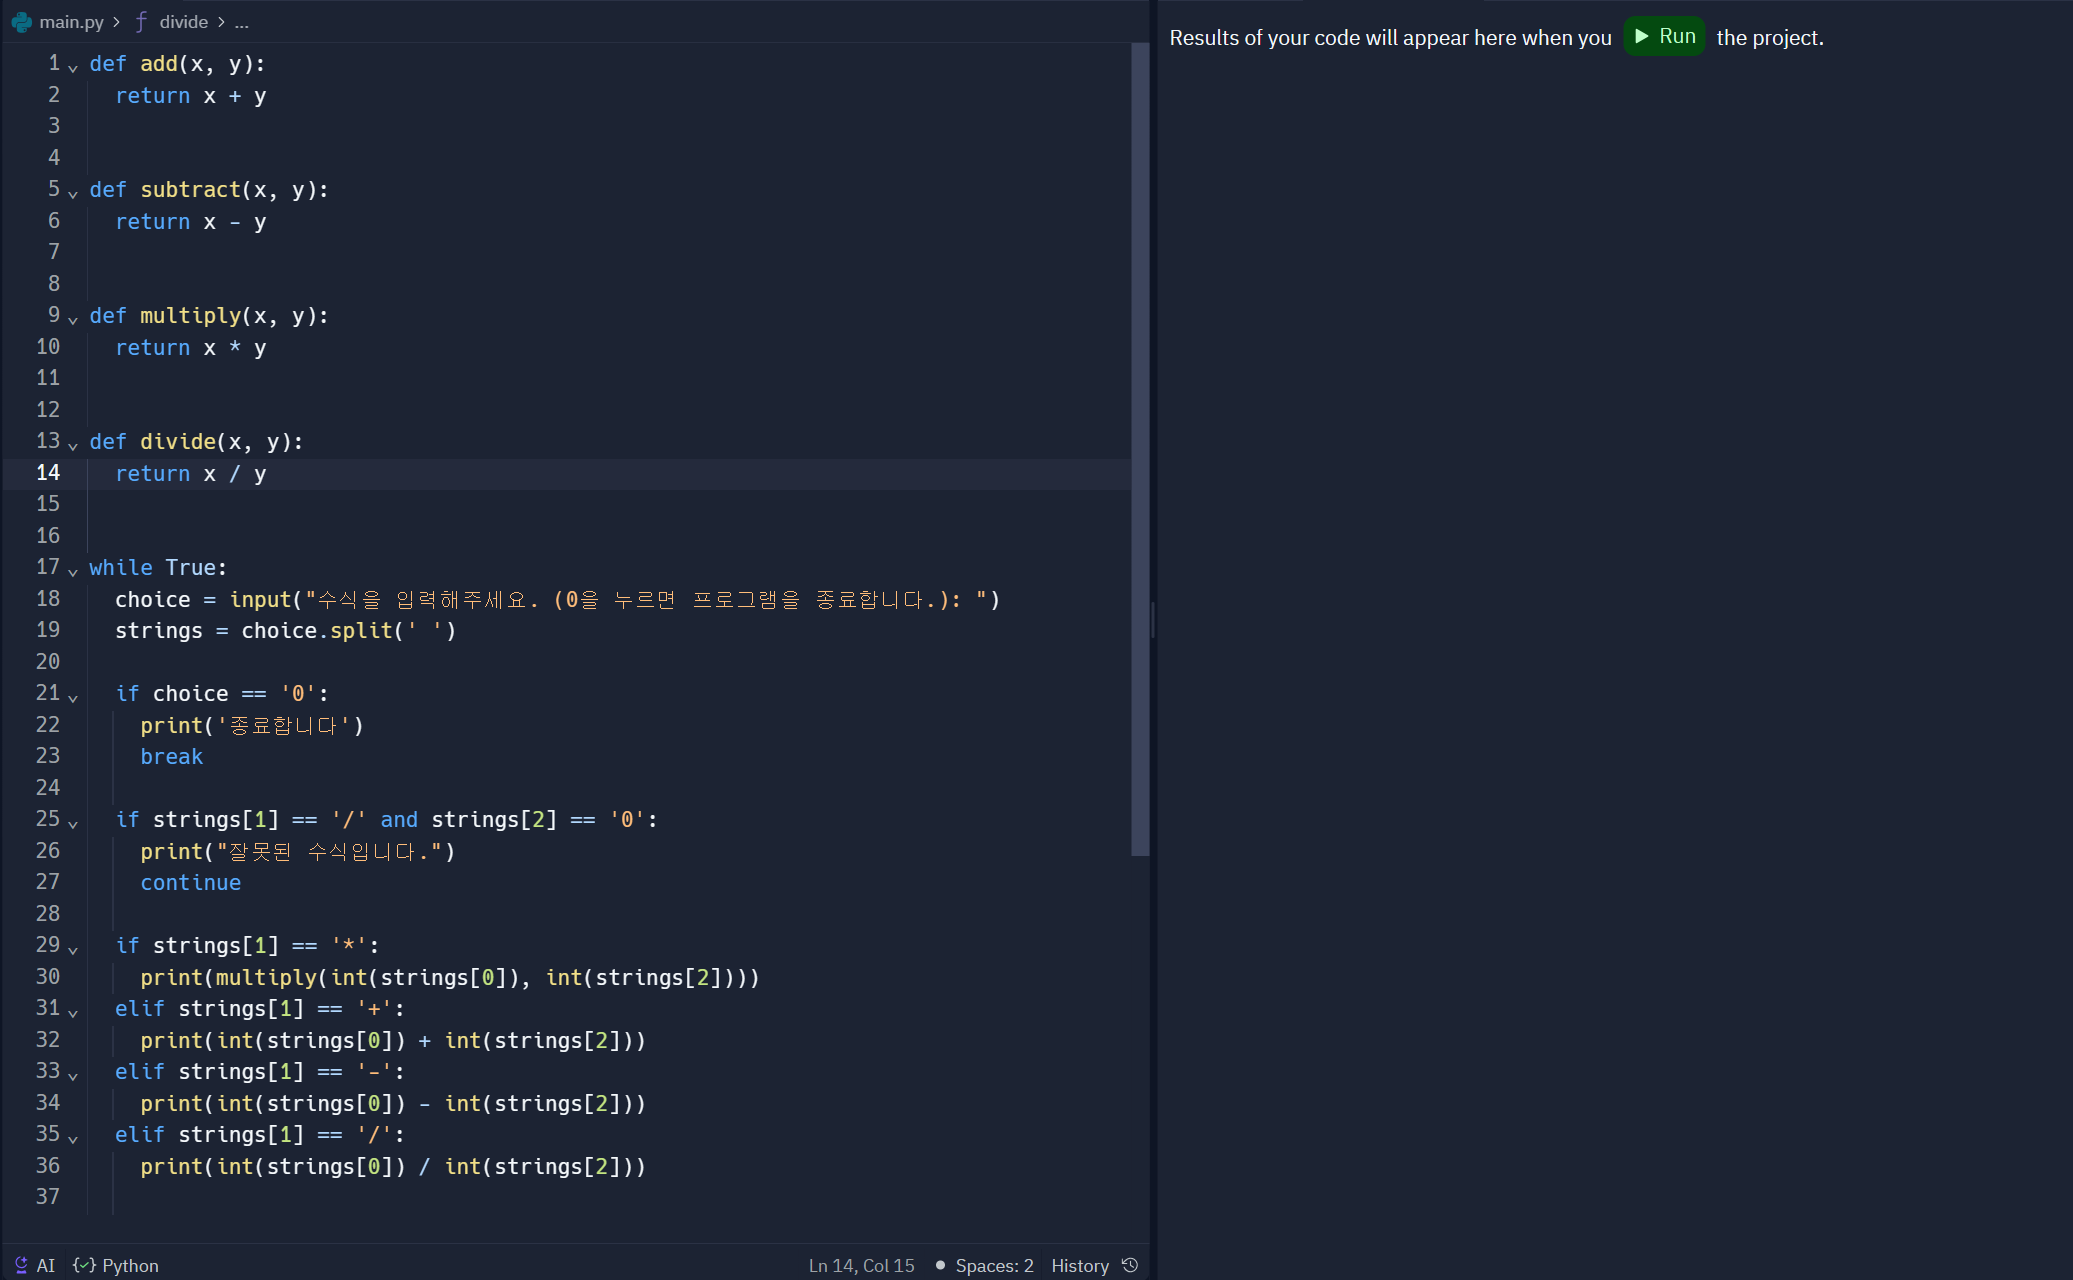 main.py > ƒ divide > ...
1 def add(x, y):
2 return x + y
3
4
5 def subtract(x, y):
6 return x - y
7
8
9 def multiply(x, y):
10 return x * y
11
12
13 def divide(x, y):
14 return x / y
15
16
17 while True:
18 choice = input("수식을 입력해주세요. (0을 누르면 프로그램을 종료합니다.): ")
19 strings = choice.split(' ')
20
21 if choice == '0':
22 print('종료합니다')
23 break
24
25 if strings[1] == '/' and strings[2] == '0':
26 print("잘못된 수식입니다.")
27 continue
28
29 if strings[1] == '*':
30 print(multiply(int(strings[0]), int(strings[2])))
31 elif strings[1] == '+':
32 print(int(strings[0]) + int(strings[2]))
33 elif strings[1] == '-':
34 print(int(strings[0]) - int(strings[2]))
35 elif strings[1] == '/':
36 print(int(strings[0]) / int(strings[2]))
37
AI {✓} Python Ln 14, Col 15 • Spaces: 2 History
Results of your code will appear here when you Run the project.